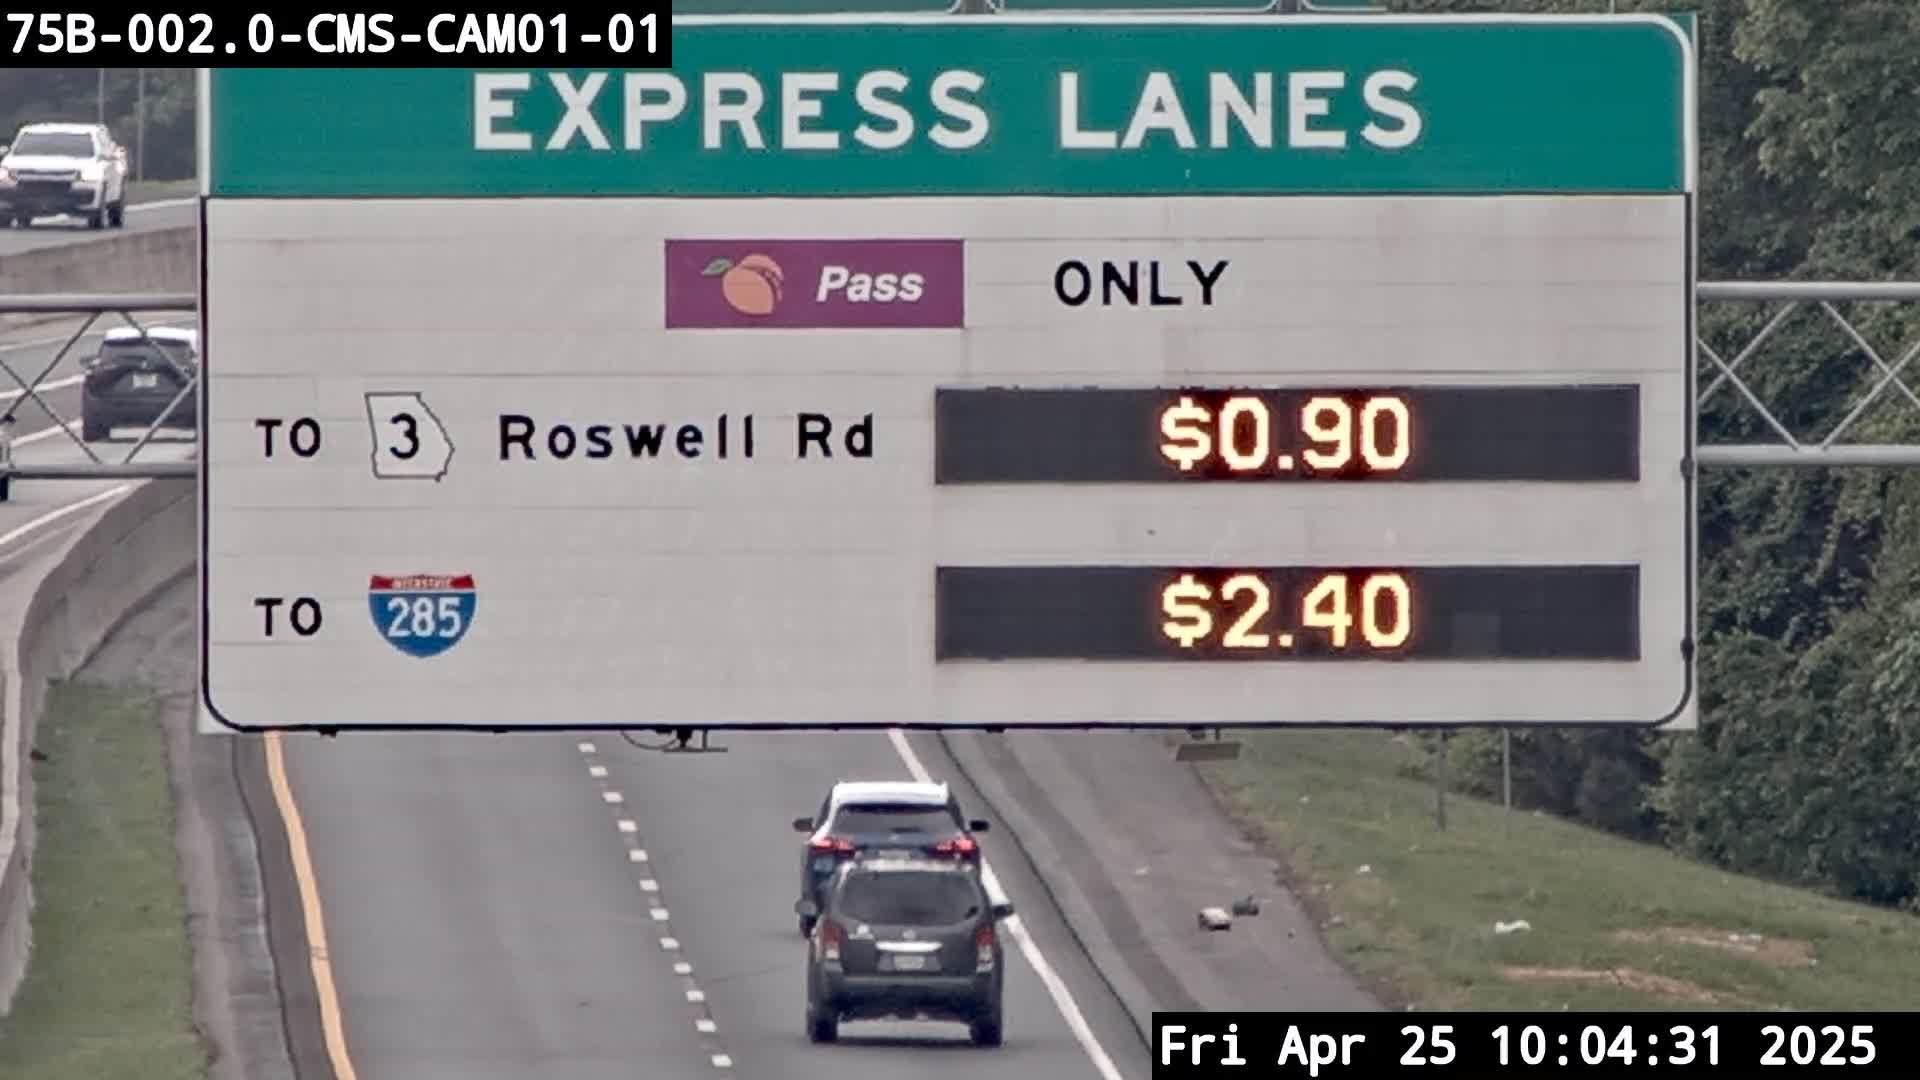 75B-002.0-CMS-CAM01-01
EXPRESS LANES
Pass ONLY
TO 3 Roswell Rd $0.90
INTERSTATE
TO 285 $2.40
Fri Apr 25 10:04:31 2025